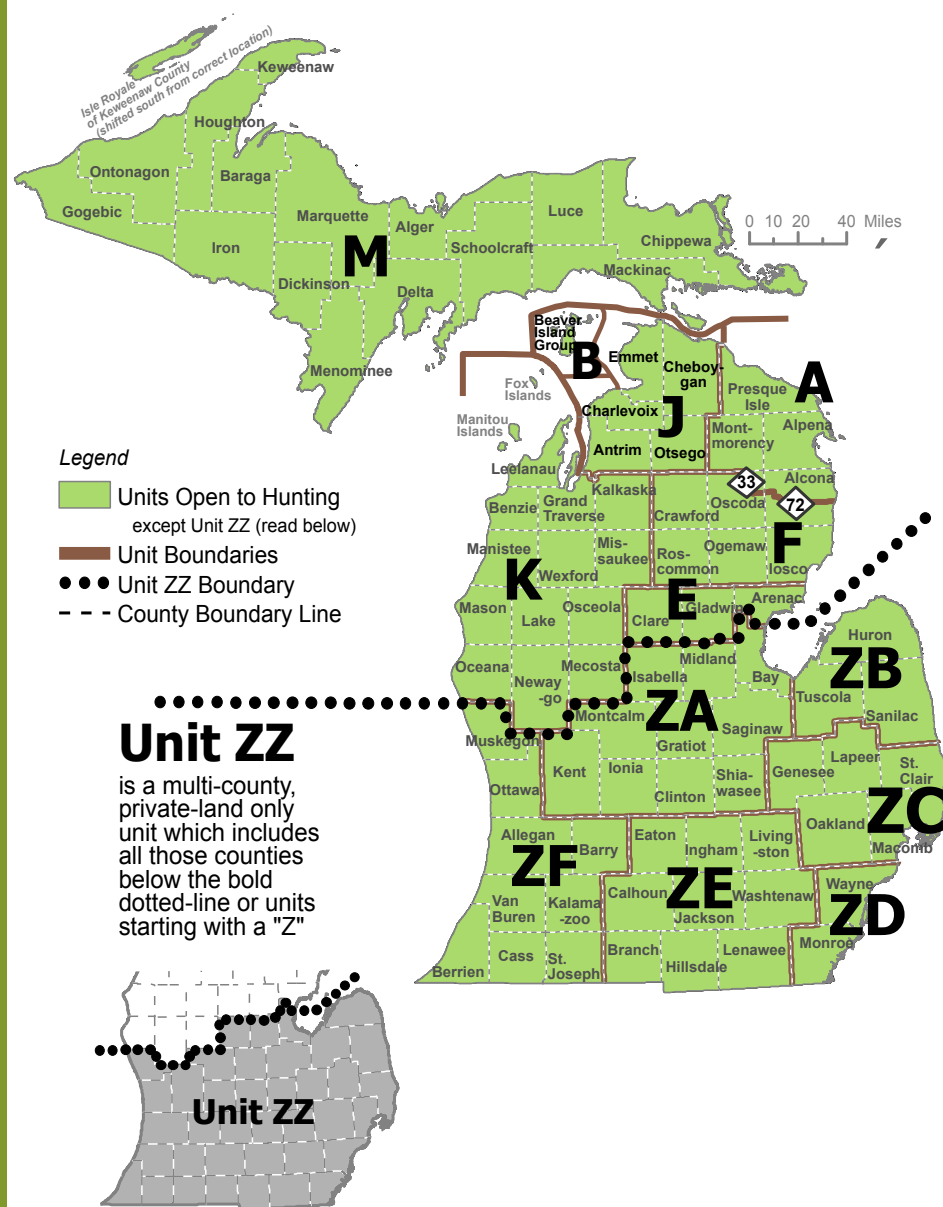 Isle Royale
of Keweenaw County
(shifted south from correct location)
Keweenaw
Houghton
Ontonagon
Baraga
Gogebic
Marquette
Alger
Luce
Iron
M
Schoolcraft
Chippewa
0 10 20 40 Miles
Dickinson
Delta
Mackinac
Menominee
Beaver
Island
Group
B
Emmet
Cheboy-
gan
A
Presque
Isle
Fox
Islands
Charlevoix
J
Manitou
Islands
Mont-
morency
Alpena
Antrim
Otsego
Leelanau
Kalkaska
33
Alcona
Benzie
Grand
Traverse
Crawford
Oscoda
72
Manistee
Mis-
saukee
Ros-
common
Ogemaw
F
Iosco
K
Wexford
E
Arenac
Mason
Lake
Osceola
Clare
Gladwin
Huron
Oceana
Neway
-go
Mecosta
Isabella
Midland
Bay
ZB
Tuscola
Sanilac
Montcalm
ZA
Saginaw
Muskegon
Gratiot
Kent
Ionia
Shia-
wasee
Genesee
Lapeer
St.
Clair
Ottawa
Clinton
ZC
Oakland
Macomb
Allegan
Barry
Eaton
Ingham
Living
-ston
ZF
ZE
Calhoun
Jackson
Washtenaw
Wayne
ZD
Van
Buren
Kalama
-zoo
Monroe
Berrien
Cass
St.
Joseph
Branch
Hillsdale
Lenawee
Legend
Units Open to Hunting
except Unit ZZ (read below)
Unit Boundaries
Unit ZZ Boundary
County Boundary Line
Unit ZZ
is a multi-county,
private-land only
unit which includes
all those counties
below the bold
dotted-line or units
starting with a "Z"
Unit ZZ